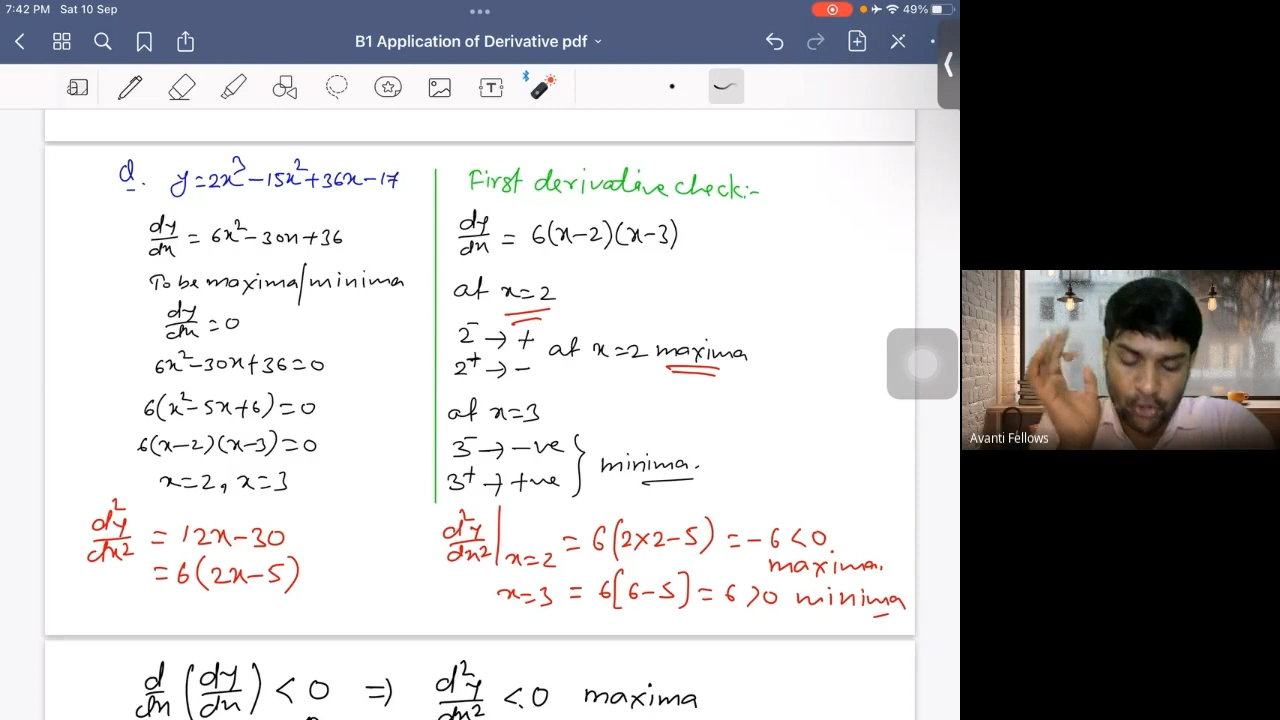 7:42 PM Sat 10 Sep
49%
B1 Application of Derivative pdf
Q. y=2x³-15x²+36x-17
dy/dx = 6x²-30x+36
To be maxima/minima
dy/dx = 0
6x²-30x+36=0
6(x²-5x+6)=0
6(x-2)(x-3)=0
x=2, x=3
d²y/dx² = 12x-30
= 6(2x-5)
First derivative check:-
dy/dx = 6(x-2)(x-3)
at x=2
2⁻ → +
2⁺ → -
at x=2 maxima
at x=3
3⁻ → -ve
3⁺ → +ve
} minima.
d²y/dx²|x=2 = 6(2×2-5) = -6<0
maxima.
x=3 = 6[6-5] = 6>0 minima
d/dx (dy/dx) < 0 ⇒ d²y/dx² < 0 maxima
Avanti Fellows